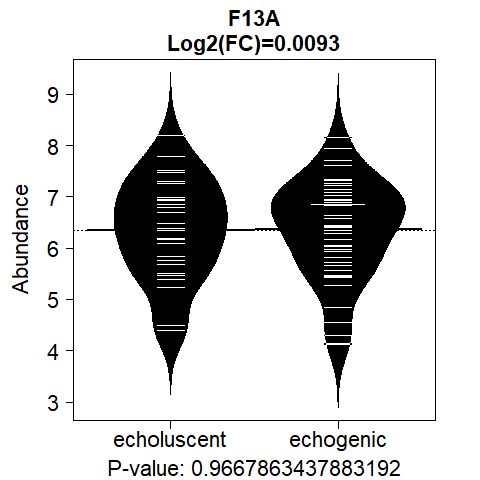 F13A
Log2(FC)=0.0093
Abundance
9
8
7
6
5
4
3
echoluscent echogenic
P-value: 0.9667863437883192